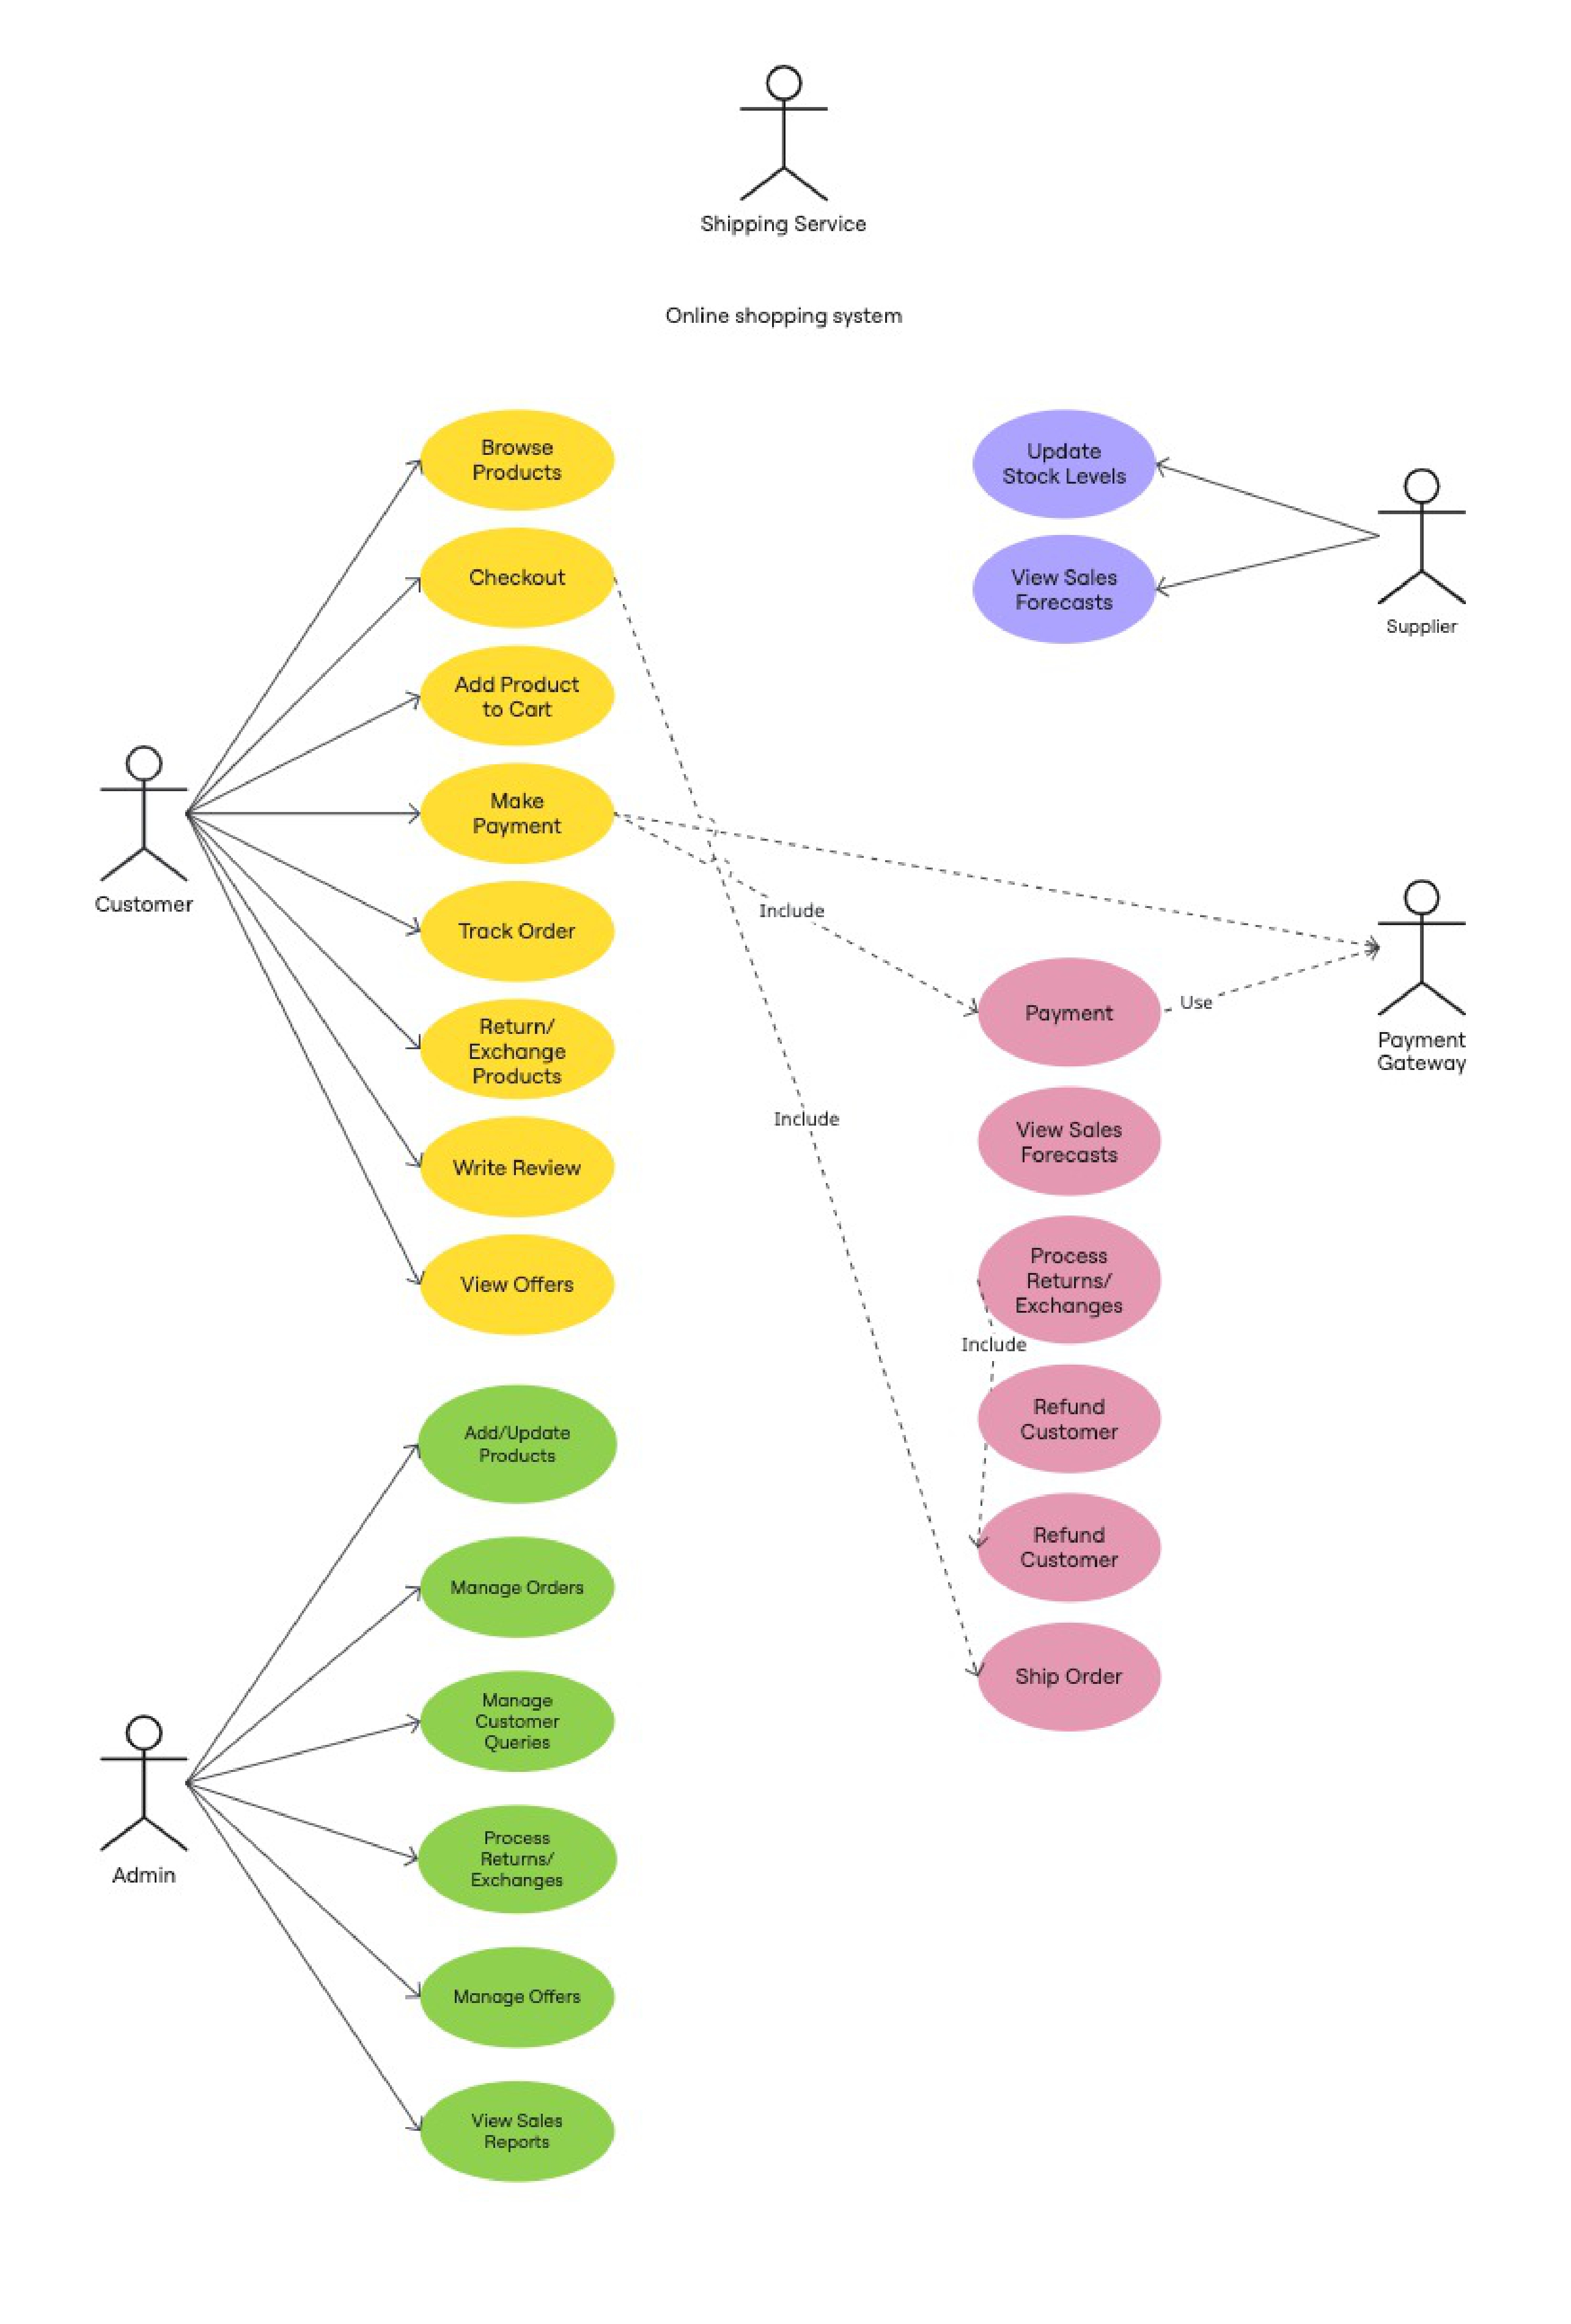 Shipping Service
Online shopping system
Browse
Products
Checkout
Add Product
to Cart
Make
Payment
Track Order
Return/
Exchange
Products
Write Review
View Offers
Customer
Update
Stock Levels
View Sales
Forecasts
Supplier
Include
Include
Payment
Use
Payment
Gateway
View Sales
Forecasts
Process
Returns/
Exchanges
Include
Refund
Customer
Refund
Customer
Ship Order
Add/Update
Products
Manage Orders
Manage
Customer
Queries
Process
Returns/
Exchanges
Manage Offers
View Sales
Reports
Admin